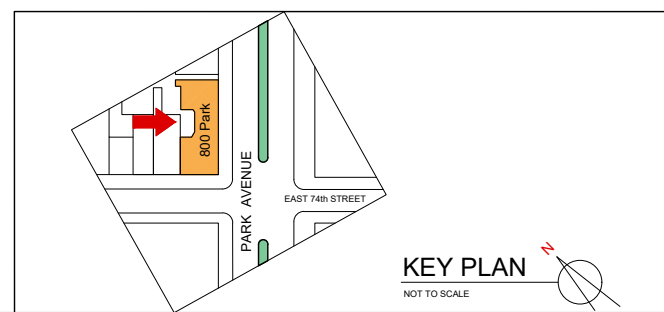 800 Park
PARK AVENUE
EAST 74th STREET
KEY PLAN
NOT TO SCALE
N